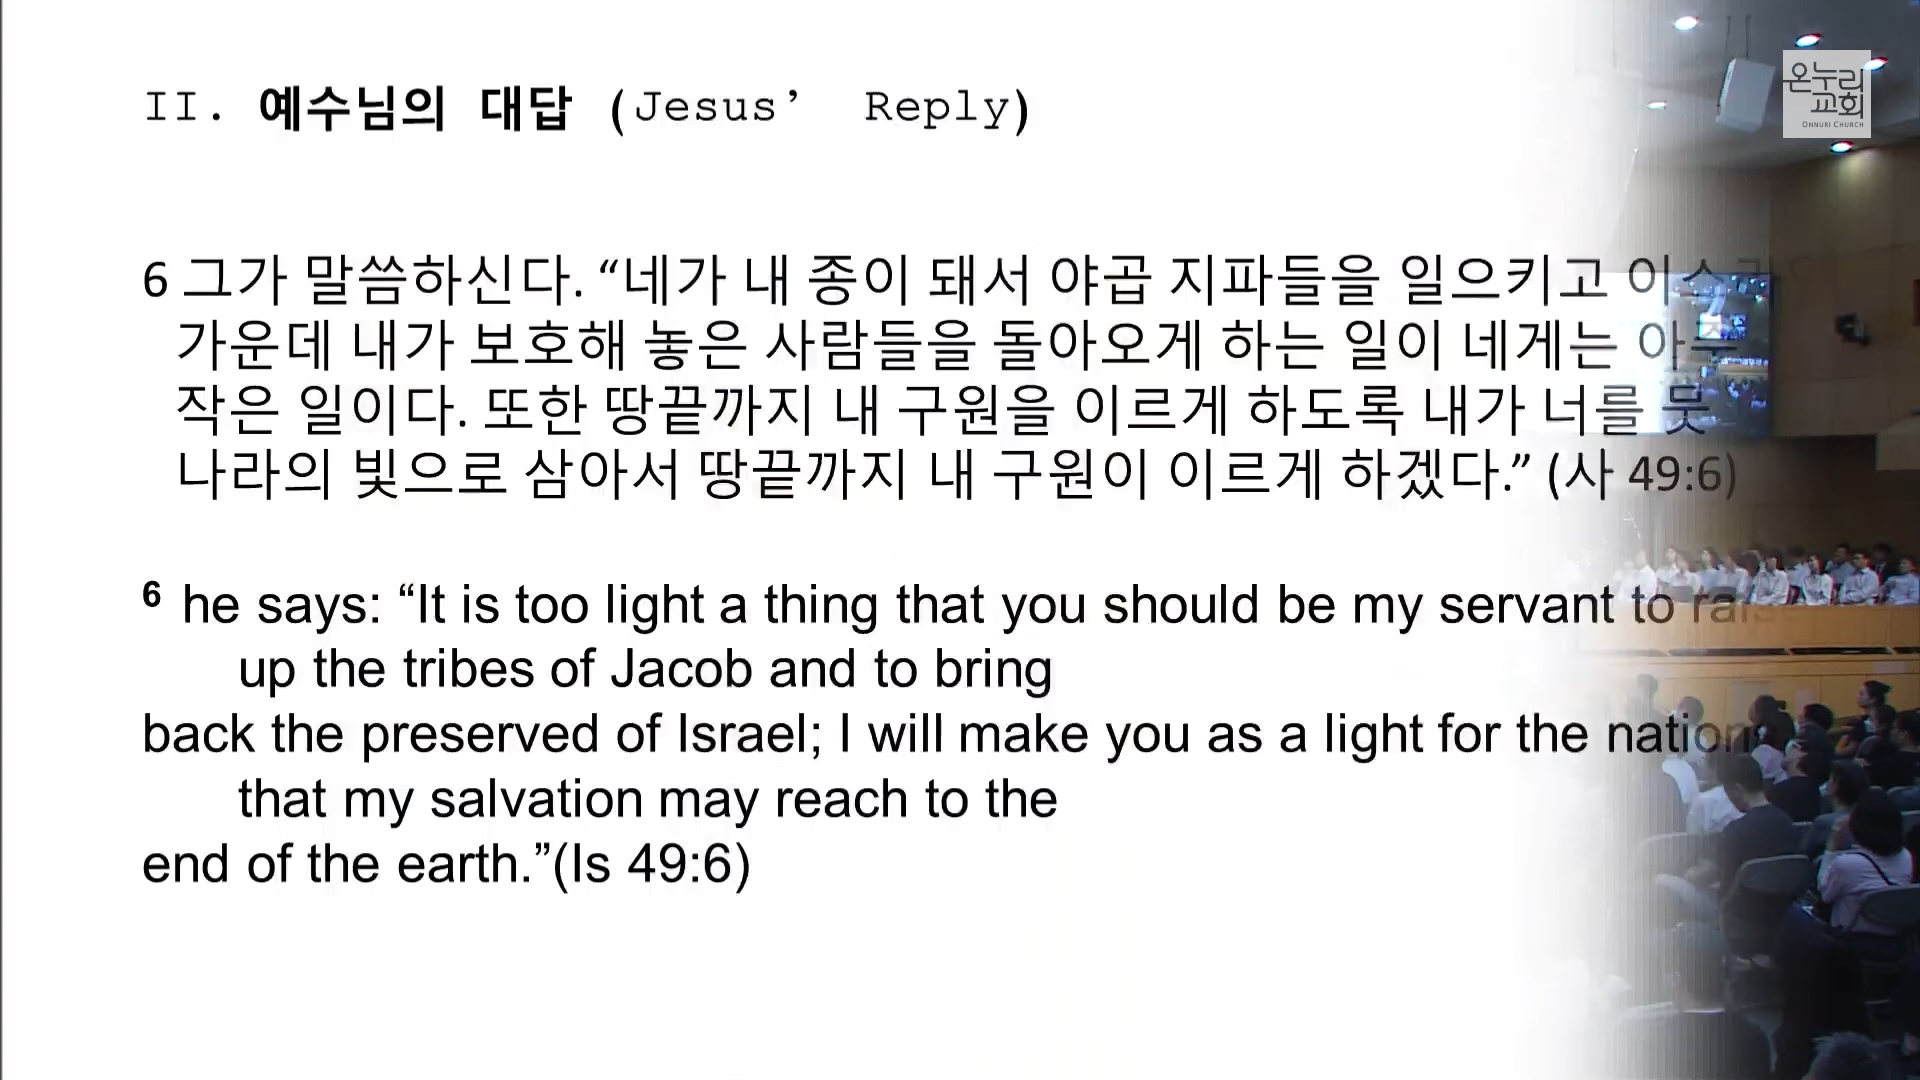 II. 예수님의 대답 (Jesus’ Reply)
온누리
교회
ONNURI CHURCH
6 그가 말씀하신다. “네가 내 종이 돼서 야곱 지파들을 일으키고
가운데 내가 보호해 놓은 사람들을 돌아오게 하는 일이 네게는 아주
작은 일이다. 또한 땅끝까지 내 구원을 이르게 하도록 내가 너를 뭇
나라의 빛으로 삼아서 땅끝까지 내 구원이 이르게 하겠다.” (사 49:6)
6 he says: “It is too light a thing that you should be my servant to raise
up the tribes of Jacob and to bring
back the preserved of Israel; I will make you as a light for the nation
that my salvation may reach to the
end of the earth.”(Is 49:6)